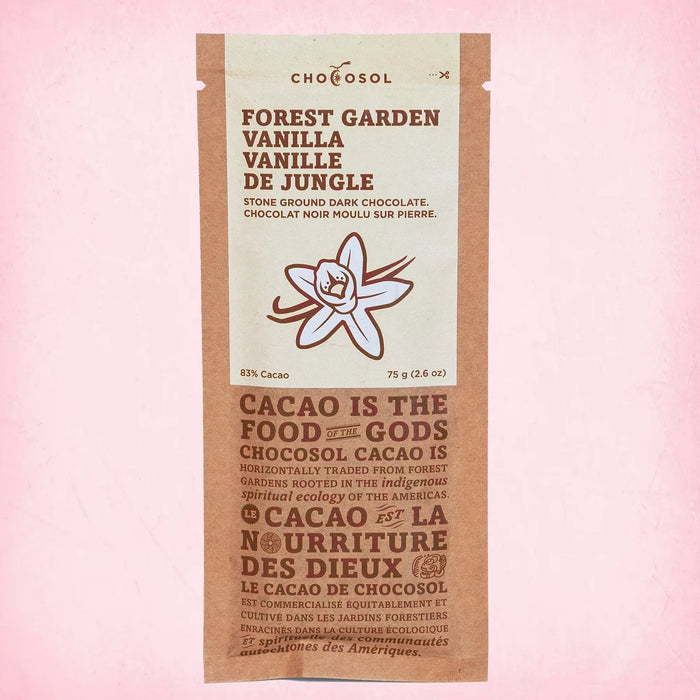 CHOCOSOL
FOREST GARDEN
VANILLA
VANILLE
DE JUNGLE
STONE GROUND DARK CHOCOLATE.
CHOCOLAT NOIR MOULU SUR PIERRE.
83% Cacao 75 g (2.6 oz)
CACAO IS THE
FOOD OF THE GODS
CHOCOSOL CACAO IS
HORIZONTALLY TRADED FROM FOREST
GARDENS ROOTED IN THE indigenous
spiritual ecology OF THE AMERICAS.
LE CACAO EST LA
NOURRITURE
DES DIEUX
LE CACAO DE CHOCOSOL
EST COMMERCIALISÉ ÉQUITABLEMENT ET
CULTIVÉ DANS LES JARDINS FORESTIERS
ENRACINÉS DANS LA CULTURE ÉCOLOGIQUE
ET spirituelle des communautés
autochtones des Amériques.